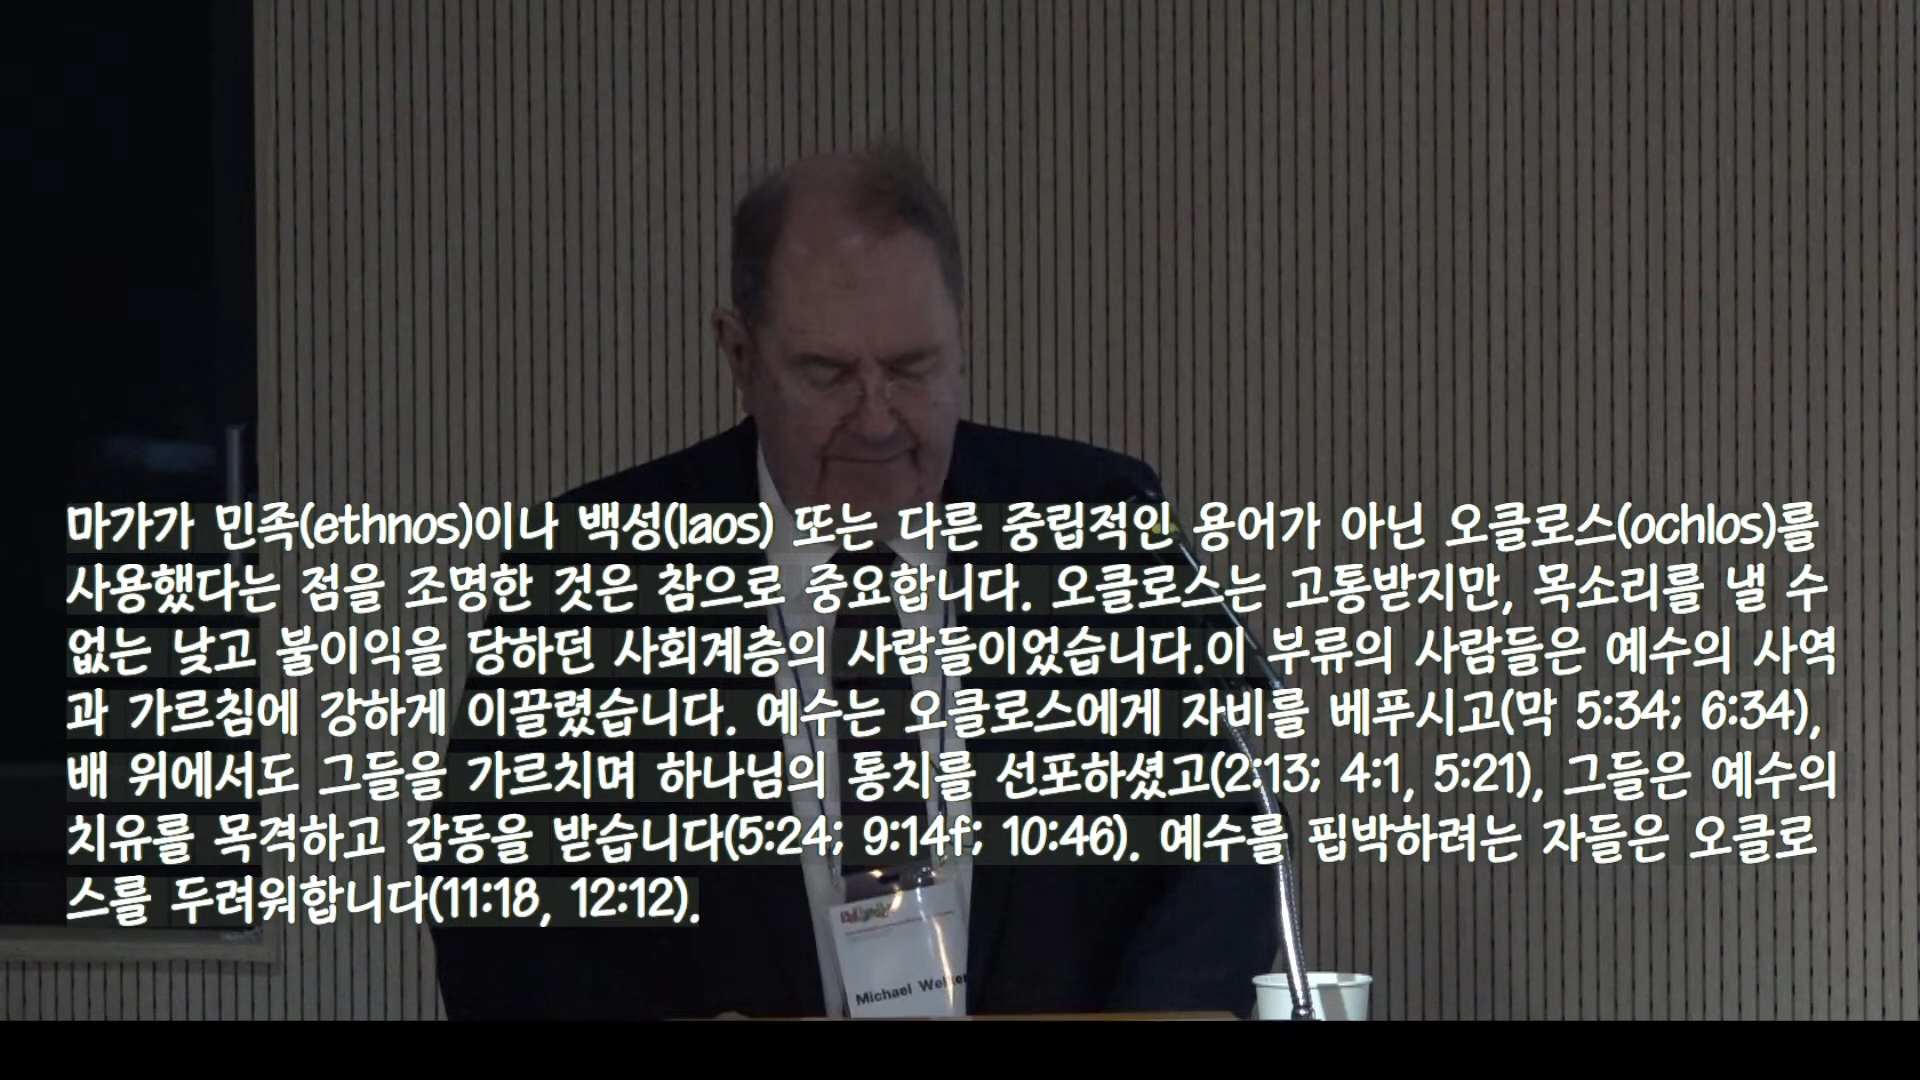 마가가 민족(ethnos)이나 백성(laos) 또는 다른 중립적인 용어가 아닌 오클로스(ochlos)를
사용했다는 점을 조명한 것은 참으로 중요합니다. 오클로스는 고통받지만, 목소리를 낼 수
없는 낮고 불이익을 당하던 사회계층의 사람들이었습니다.이 부류의 사람들은 예수의 사역
과 가르침에 강하게 이끌렸습니다. 예수는 오클로스에게 자비를 베푸시고(막 5:34; 6:34),
배 위에서도 그들을 가르치며 하나님의 통치를 선포하셨고(2:13; 4:1, 5:21), 그들은 예수의
치유를 목격하고 감동을 받습니다(5:24; 9:14f; 10:46). 예수를 핍박하려는 자들은 오클로
스를 두려워합니다(11:18, 12:12).
Michael Welker